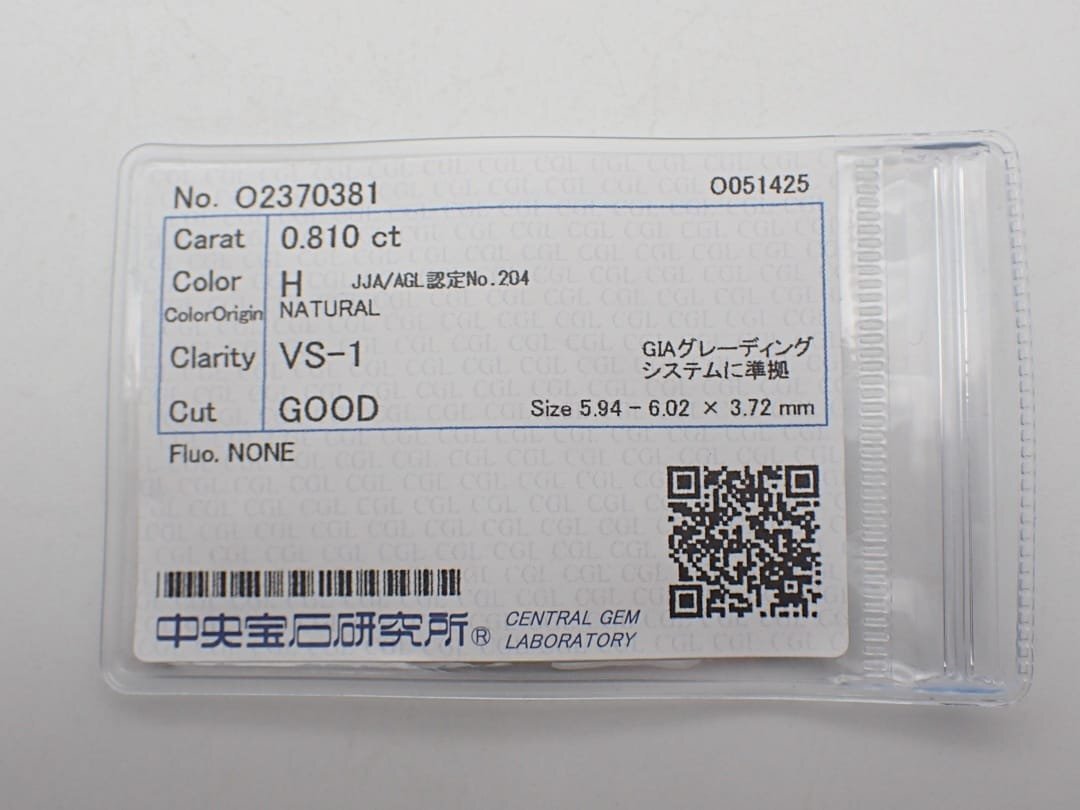 No. O2370381 O051425
Carat 0.810 ct
Color H JJA/AGL認定No.204
ColorOrigin NATURAL
Clarity VS-1 GIAグレーディング
システムに準拠
Cut GOOD Size 5.94 - 6.02 × 3.72 mm
Fluo. NONE
中央宝石研究所® CENTRAL GEM
LABORATORY